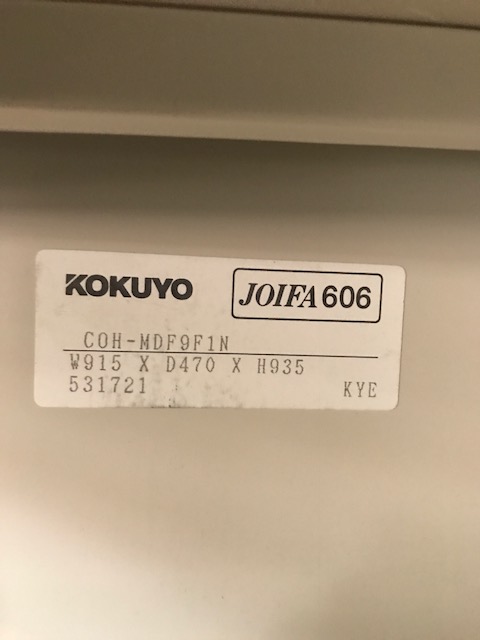 KOKUYO
JOIFA 606
COH-MDF9F1N
W915 X D470 X H935
531721 KYE